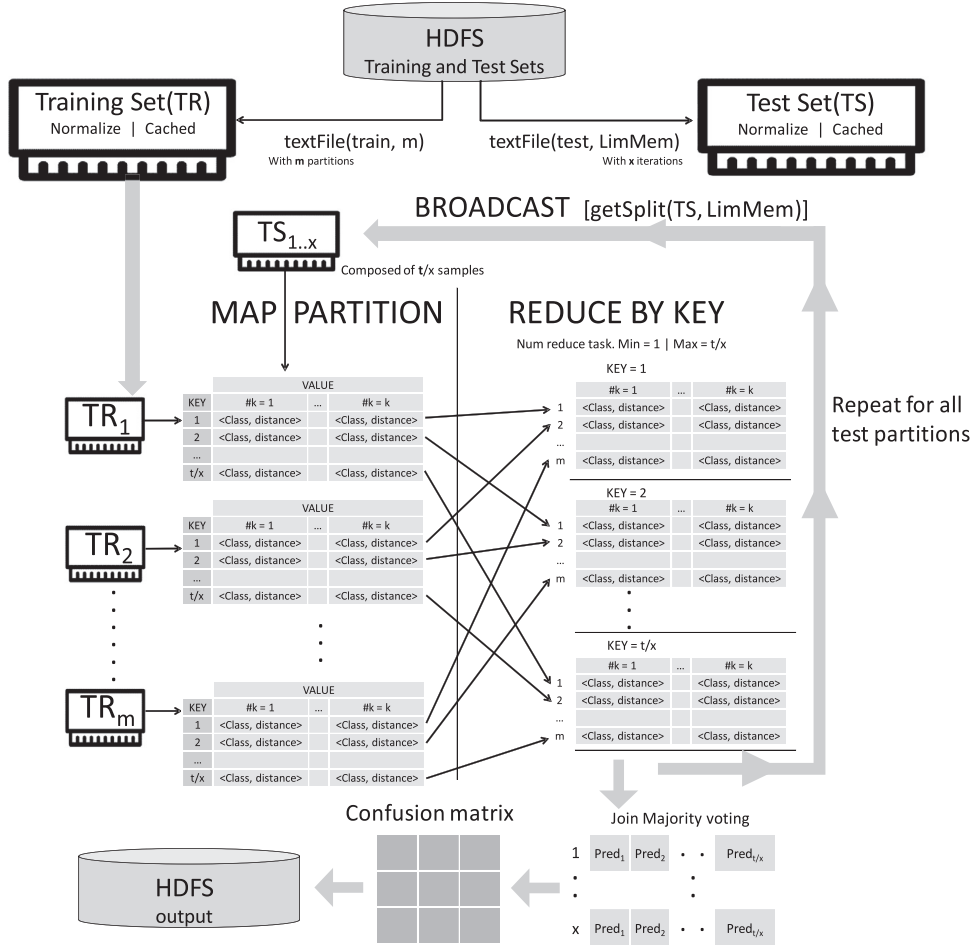 HDFS
Training and Test Sets
Training Set(TR)
Normalize | Cached
Test Set(TS)
Normalize | Cached
textFile(train, m)
With m partitions
textFile(test, LimMem)
With x iterations
BROADCAST [getSplit(TS, LimMem)]
TS1..x
Composed of t/x samples
MAP PARTITION
REDUCE BY KEY
Num reduce task. Min = 1 | Max = t/x
TR1
VALUE
KEY #k = 1 ... #k = k
1 <Class, distance> <Class, distance>
2 <Class, distance> <Class, distance>
...
t/x <Class, distance> <Class, distance>
TR2
VALUE
KEY #k = 1 ... #k = k
1 <Class, distance> <Class, distance>
2 <Class, distance> <Class, distance>
...
t/x <Class, distance> <Class, distance>
TRm
VALUE
KEY #k = 1 ... #k = k
1 <Class, distance> <Class, distance>
2 <Class, distance> <Class, distance>
...
t/x <Class, distance> <Class, distance>
KEY = 1
#k = 1 ... #k = k
1 <Class, distance> <Class, distance>
2 <Class, distance> <Class, distance>
...
m <Class, distance> <Class, distance>
KEY = 2
#k = 1 ... #k = k
1 <Class, distance> <Class, distance>
2 <Class, distance> <Class, distance>
...
m <Class, distance> <Class, distance>
KEY = t/x
#k = 1 ... #k = k
1 <Class, distance> <Class, distance>
2 <Class, distance> <Class, distance>
...
m <Class, distance> <Class, distance>
Repeat for all
test partitions
Join Majority voting
1 Pred1 Pred2 . . Predt/x
x Pred1 Pred2 . . Predt/x
Confusion matrix
HDFS
output